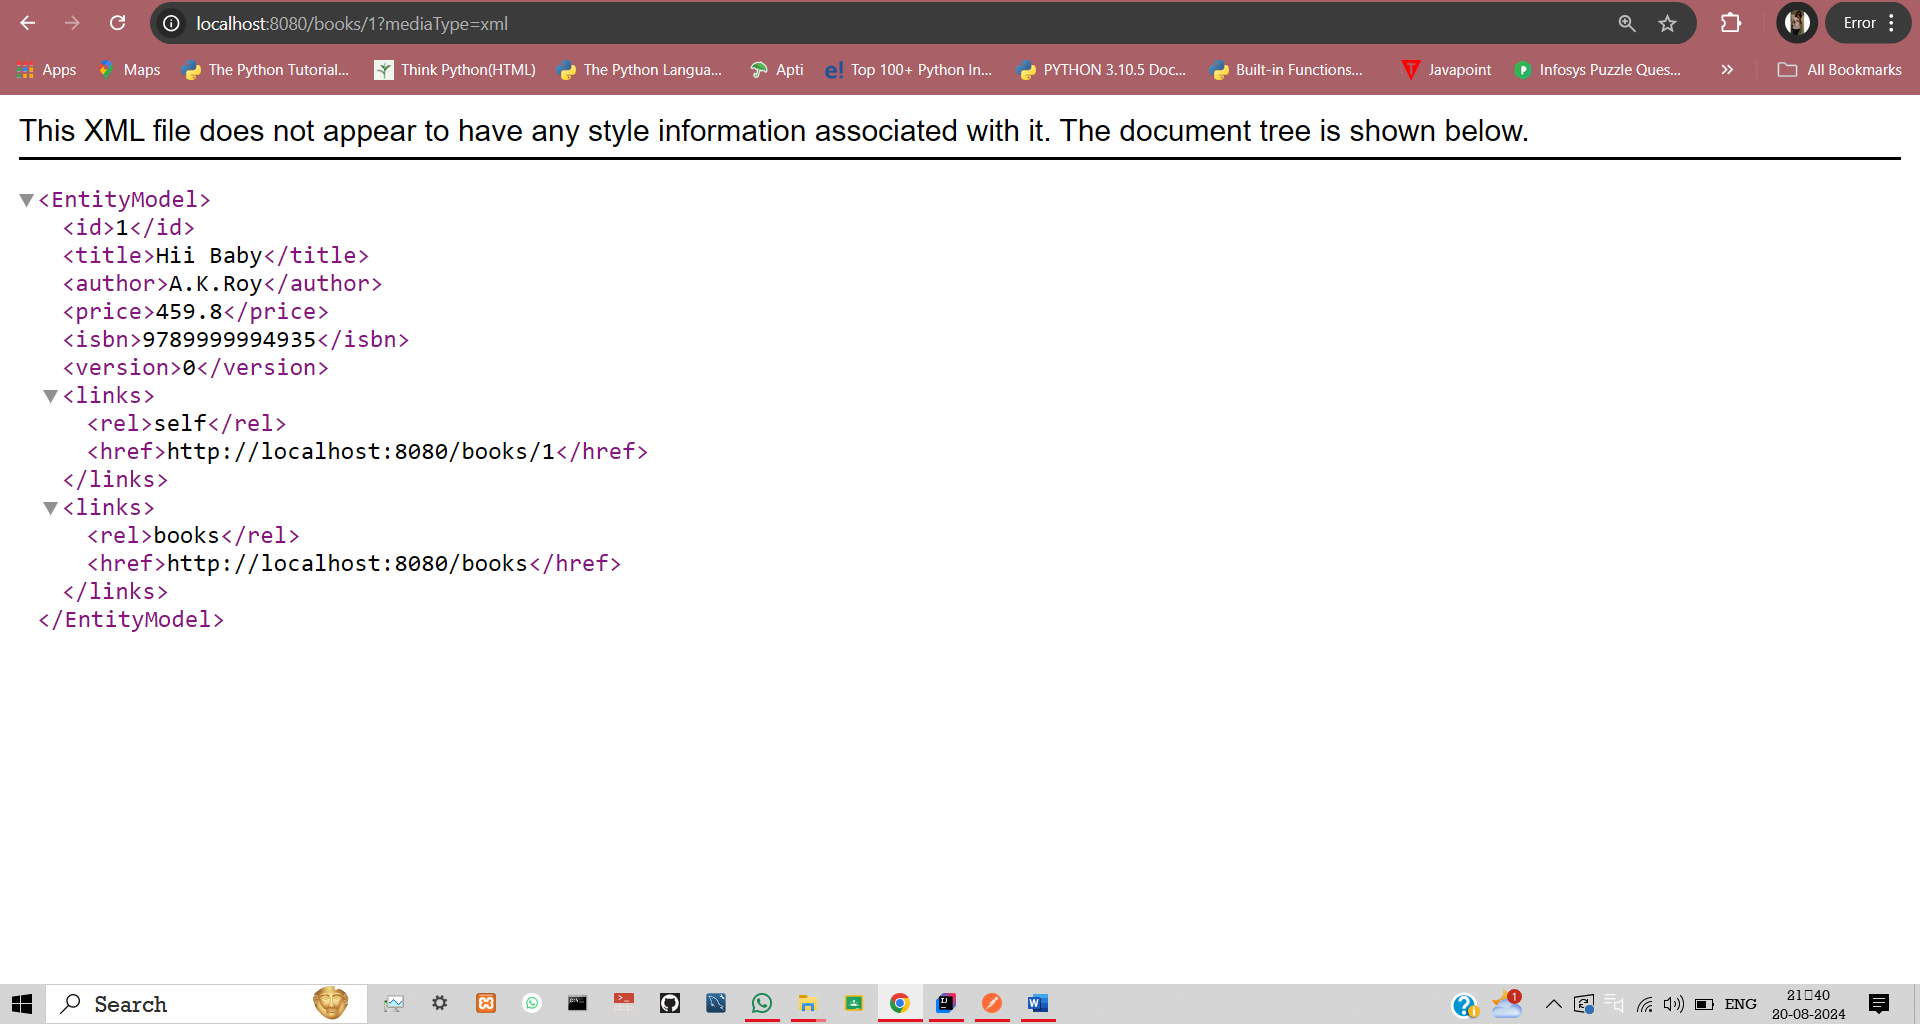 localhost:8080/books/1?mediaType=xml
Error
Apps
Maps
The Python Tutorial...
Think Python(HTML)
The Python Langua...
Apti
e! Top 100+ Python In...
PYTHON 3.10.5 Doc...
Built-in Functions...
Javapoint
Infosys Puzzle Ques...
All Bookmarks
This XML file does not appear to have any style information associated with it. The document tree is shown below.
<EntityModel>
<id>1</id>
<title>Hii Baby</title>
<author>A.K.Roy</author>
<price>459.8</price>
<isbn>9789999994935</isbn>
<version>0</version>
<links>
<rel>self</rel>
<href>http://localhost:8080/books/1</href>
</links>
<links>
<rel>books</rel>
<href>http://localhost:8080/books</href>
</links>
</EntityModel>
Search
1
ENG
21▯40
20-08-2024